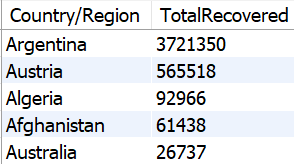 Country/Region TotalRecovered
Argentina 3721350
Austria 565518
Algeria 92966
Afghanistan 61438
Australia 26737